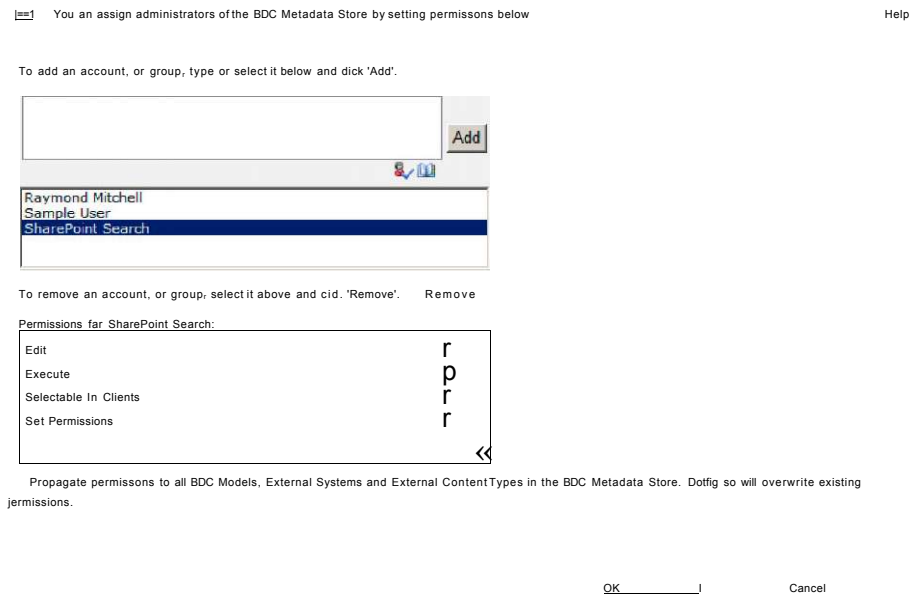 |==1 You an assign administrators of the BDC Metadata Store by setting permissons below Help
To add an account, or group, type or select it below and dick 'Add'.
Add
Raymond Mitchell
Sample User
SharePoint Search
To remove an account, or group, select it above and cid. 'Remove'. Remove
Permissions far SharePoint Search:
Edit r
Execute p
Selectable In Clients r
Set Permissions r
«
Propagate permissons to all BDC Models, External Systems and External Content Types in the BDC Metadata Store. Dotfig so will overwrite existing
jermissions.
OK l Cancel